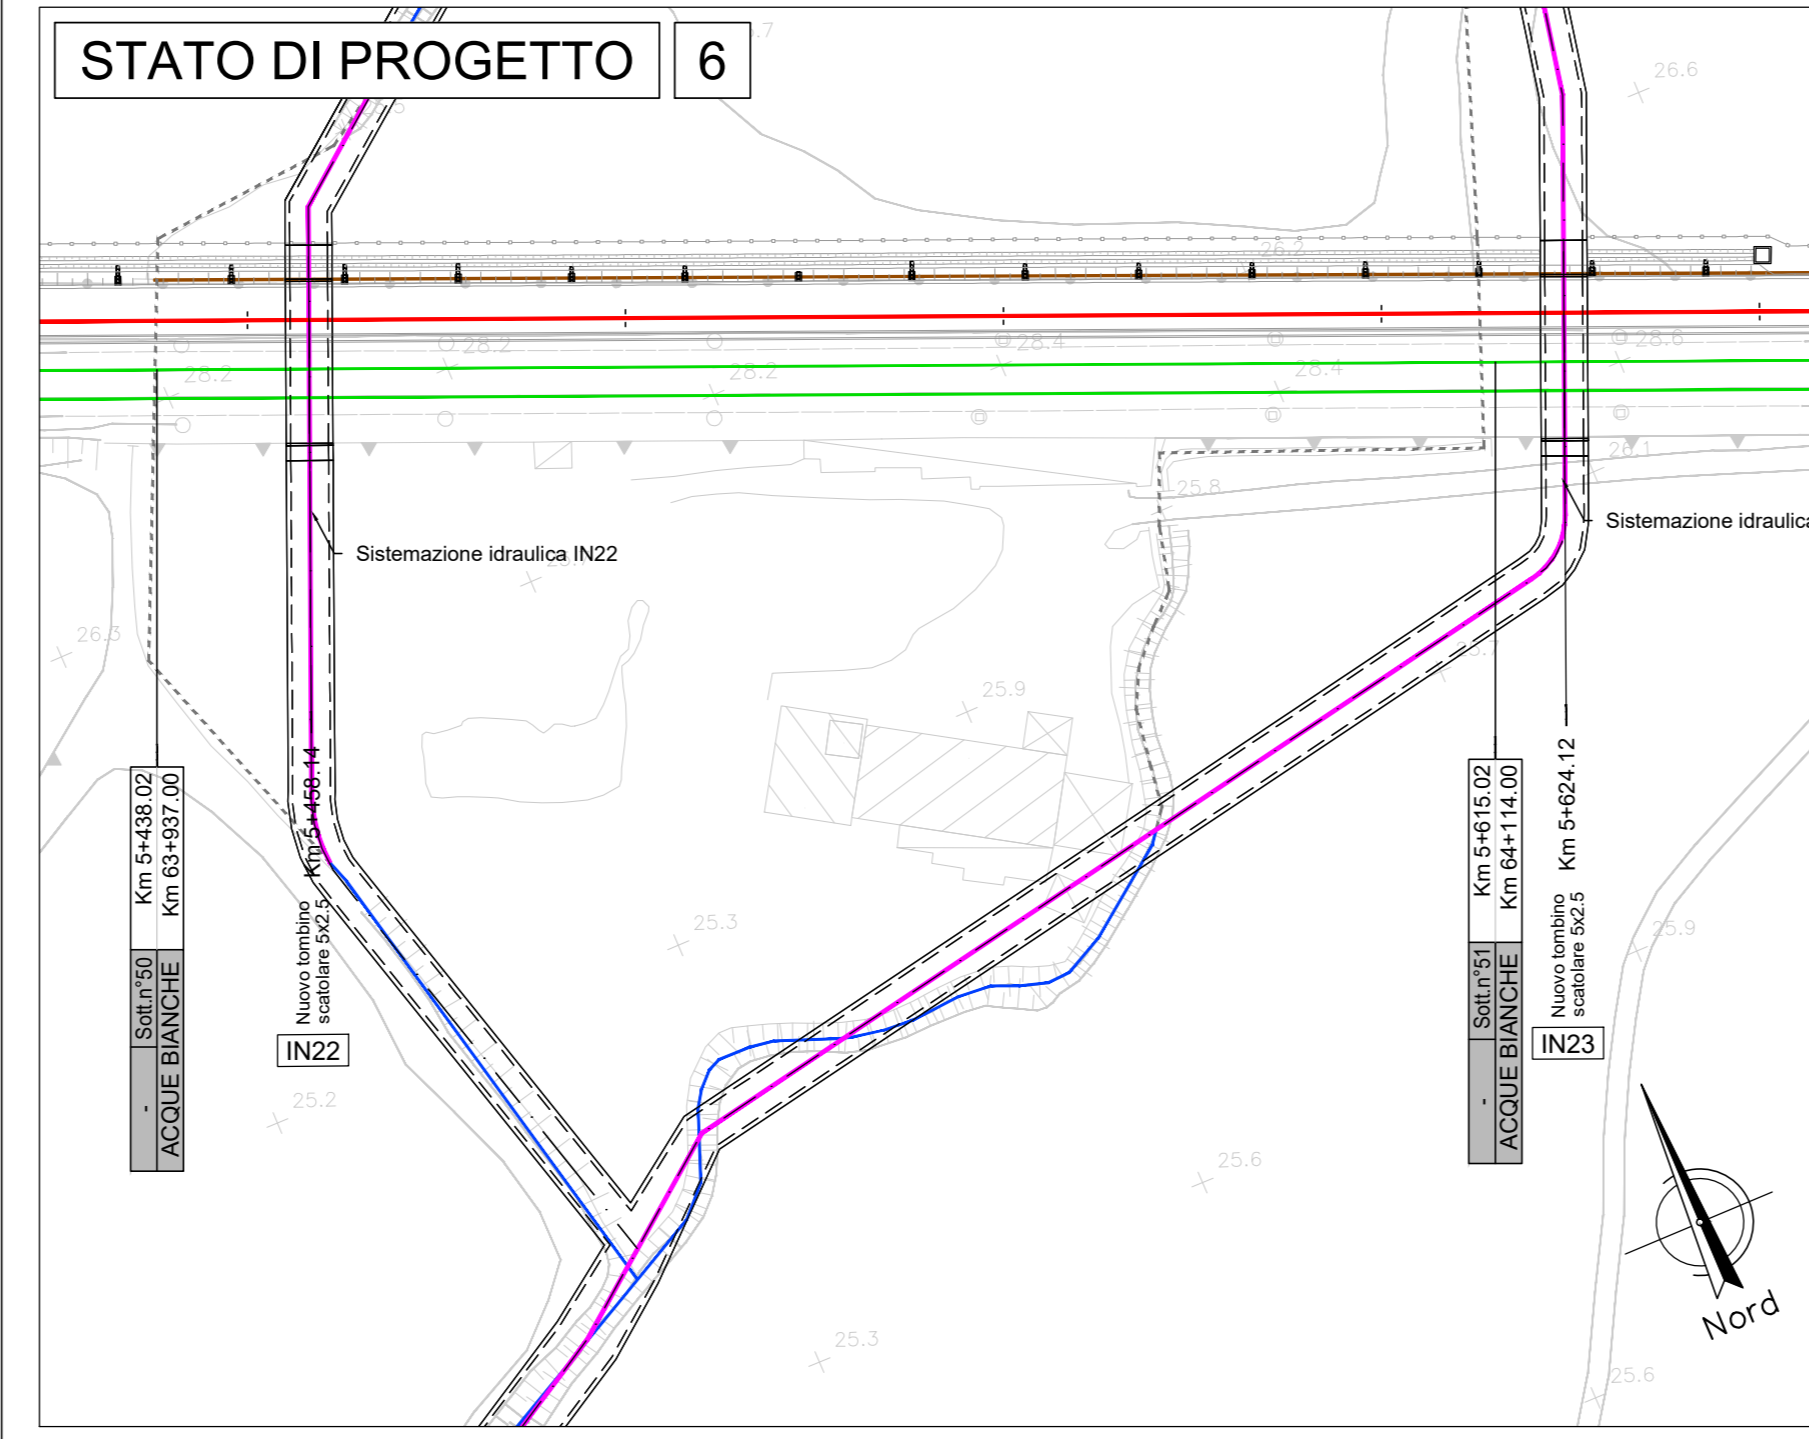 STATO DI PROGETTO
6
26.6
26.2
28.2
28.4
28.6
28.2
28.2
28.4
26.1
25.8
Sistemazione idraulica IN22
Sistemazione idraulica
26.3
25.9
Km 5+438.02
Km 63+937.00
Sott.n°50
-
ACQUE BIANCHE
Km 5+458.14
Nuovo tombino
scatolare 5x2.5
IN22
25.3
Km 5+615.02
Km 64+114.00
Sott.n°51
-
ACQUE BIANCHE
Km 5+624.12
Nuovo tombino
scatolare 5x2.5
IN23
25.9
25.2
25.6
Nord
25.3
25.6